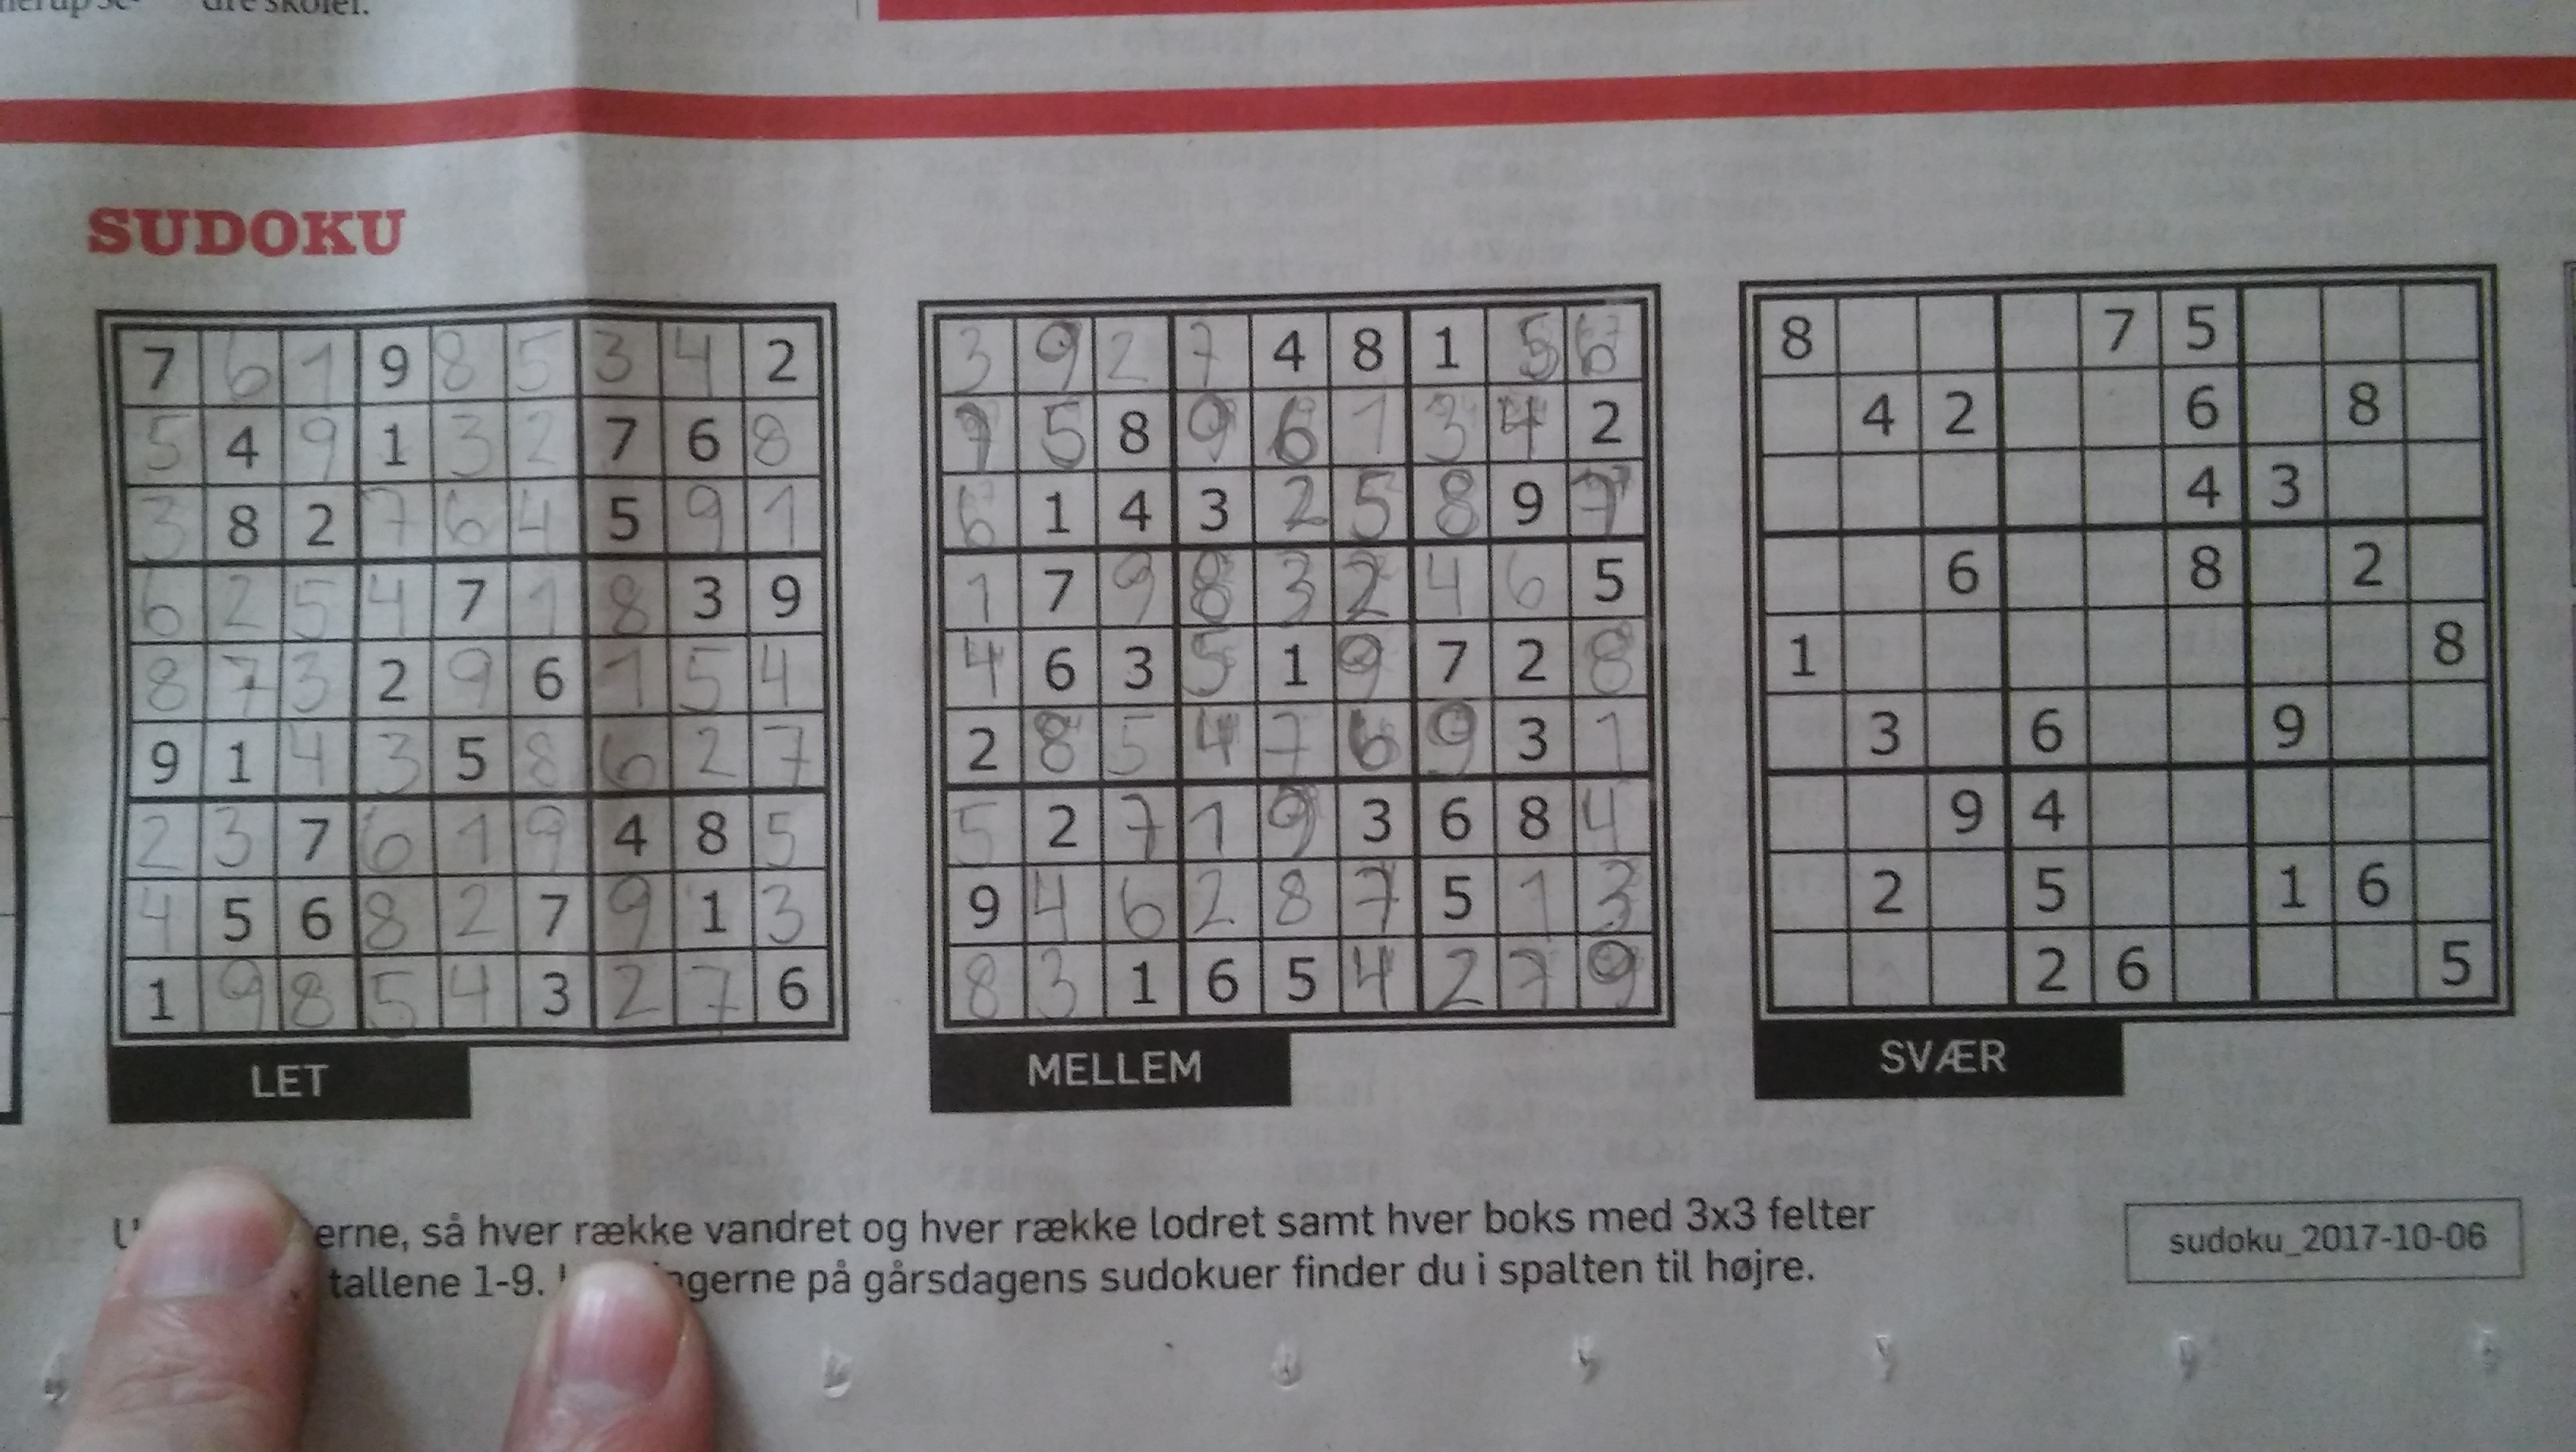 dre skoler.
SUDOKU
7 6 1 9 8 5 3 4 2
5 4 9 1 3 2 7 6 8
3 8 2 7 6 4 5 9 1
6 2 5 4 7 1 8 3 9
8 7 3 2 9 6 1 5 4
9 1 4 3 5 8 6 2 7
2 3 7 6 1 9 4 8 5
4 5 6 8 2 7 9 1 3
1 9 8 5 4 3 2 7 6
LET
3 9 2 7 4 8 1 5 6
7 5 8 9 6 1 3 4 2
6 1 4 3 2 5 8 9 7
1 7 9 8 3 2 4 6 5
4 6 3 5 1 9 7 2 8
2 8 5 4 7 6 9 3 1
5 2 7 1 9 3 6 8 4
9 4 6 2 8 7 5 1 3
8 3 1 6 5 4 2 7 9
MELLEM
8 7 5
4 2 6 8
4 3
6 8 2
1 8
3 6 9
9 4
2 5 1 6
2 6 5
SVÆR
så hver række vandret og hver række lodret samt hver boks med 3x3 felter
tallene 1-9. på gårsdagens sudokuer finder du i spalten til højre.
sudoku_2017-10-06